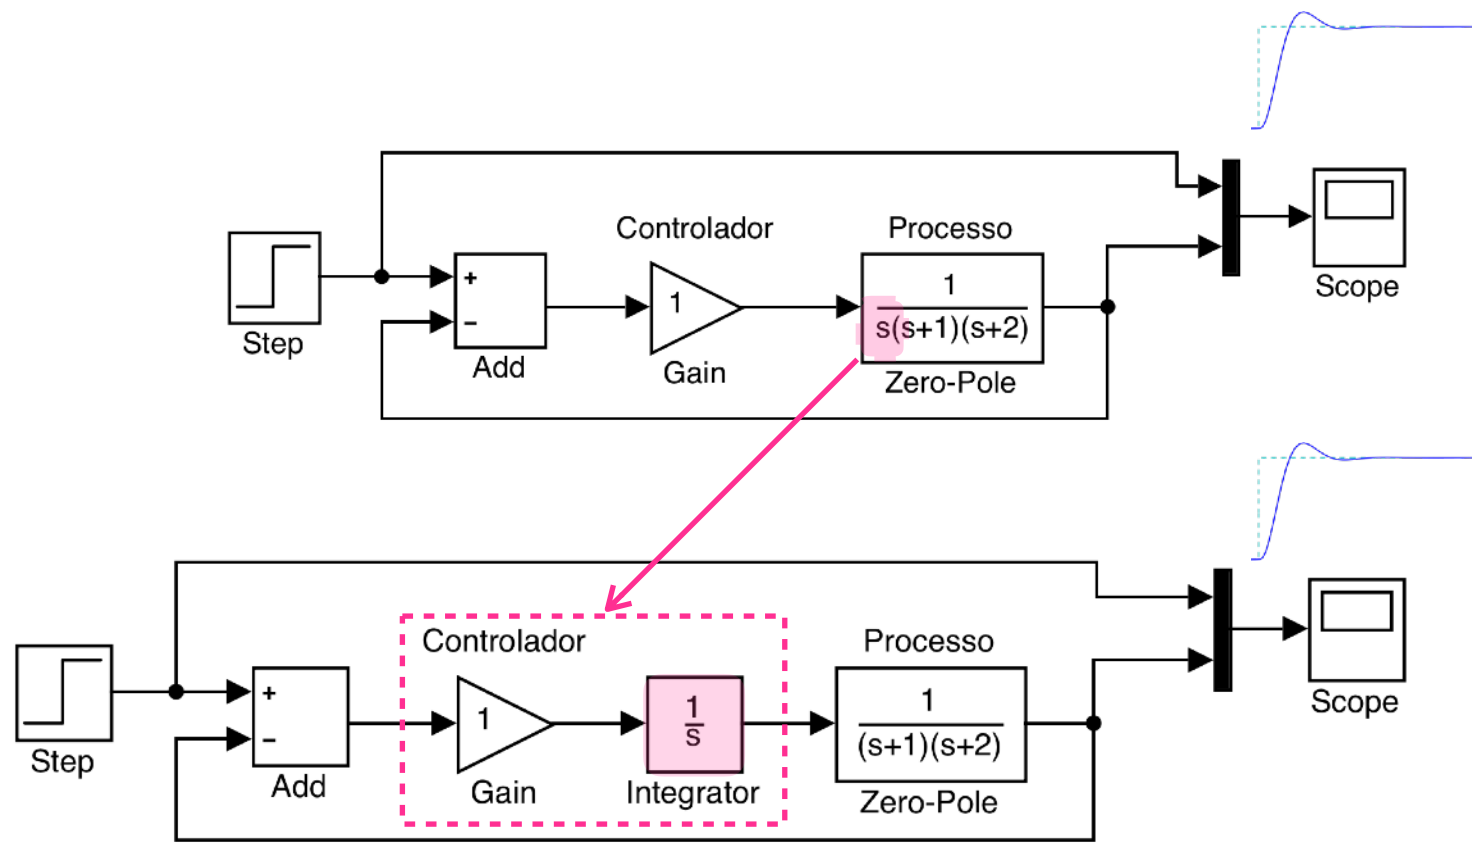 Controlador
Processo
Step
+
−
Add
1
Gain
1
s(s+1)(s+2)
Zero-Pole
Scope
Controlador
Processo
Step
+
−
Add
1
Gain
1
s
Integrator
1
(s+1)(s+2)
Zero-Pole
Scope